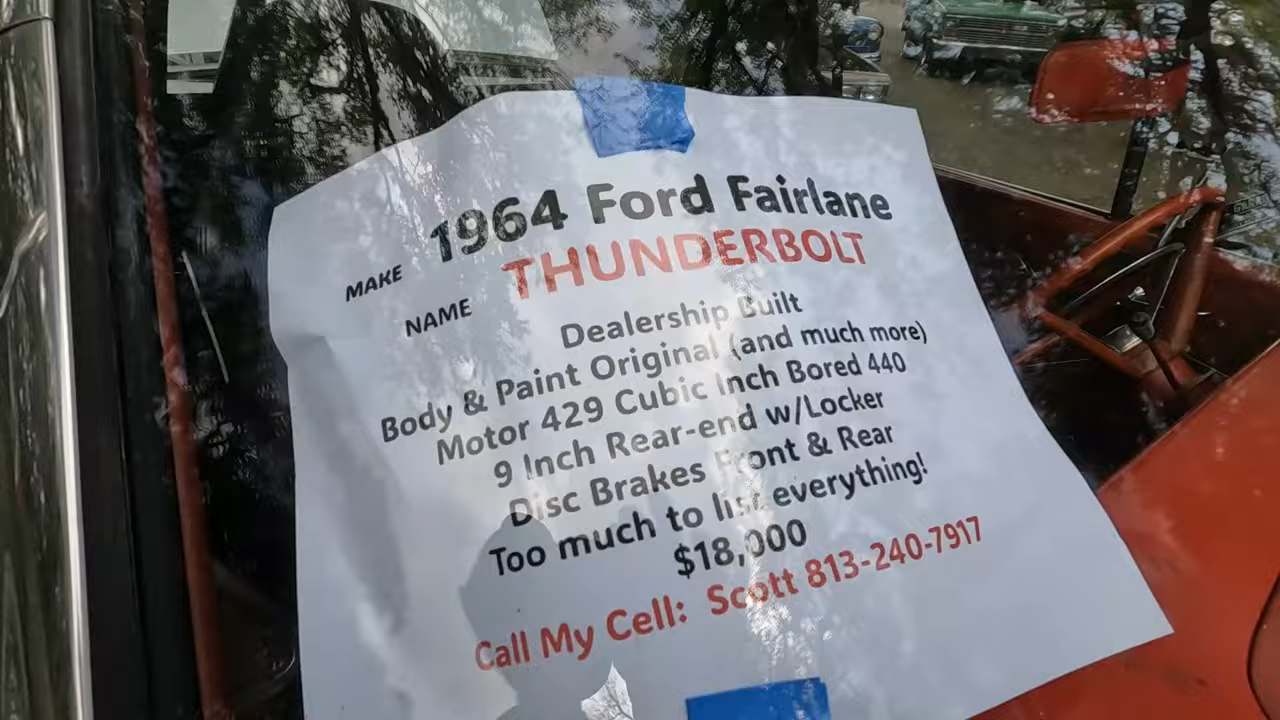 MAKE 1964 Ford Fairlane
NAME THUNDERBOLT
Dealership Built
Body & Paint Original (and much more)
Motor 429 Cubic Inch Bored 440
9 Inch Rear-end w/Locker
Disc Brakes Front & Rear
Too much to list everything!
$18,000
Call My Cell: Scott 813-240-7917